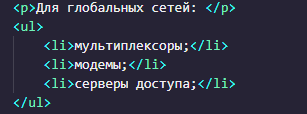 <p>Для глобальных сетей: </p>
<ul>
<li>мультиплексоры;</li>
<li>модемы;</li>
<li>серверы доступа;</li>
</ul>